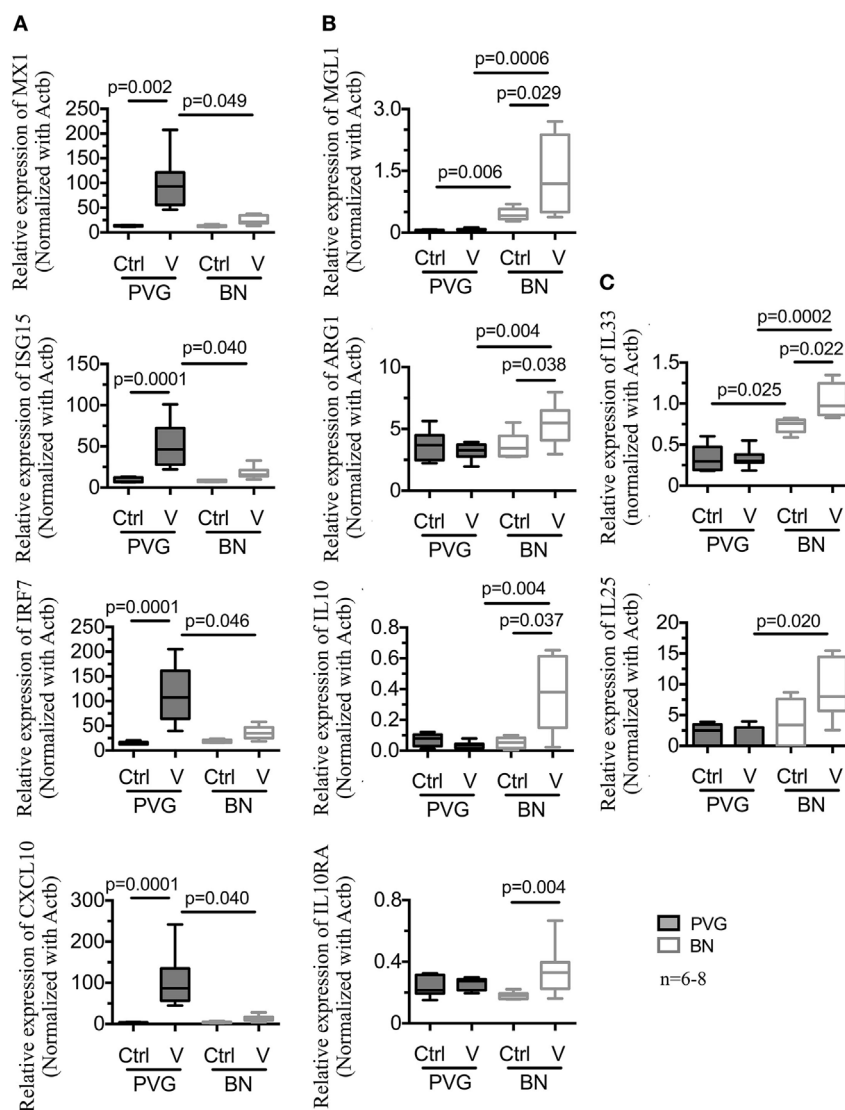 A
Relative expression of MX1
(Normalized with Actb)
p=0.002
p=0.049
250
200
150
100
50
0
Ctrl V Ctrl V
PVG BN
Relative expression of ISG15
(Normalized with Actb)
p=0.0001
p=0.040
150
100
50
0
Ctrl V Ctrl V
PVG BN
Relative expression of IRF7
(Normalized with Actb)
p=0.0001
p=0.046
250
200
150
100
50
0
Ctrl V Ctrl V
PVG BN
Relative expression of CXCL10
(Normalized with Actb)
p=0.0001
p=0.040
300
200
100
0
Ctrl V Ctrl V
PVG BN
B
Relative expression of MGL1
(Normalized with Actb)
p=0.0006
p=0.029
p=0.006
3.0
1.5
0
Ctrl V Ctrl V
PVG BN
Relative expression of ARG1
(Normalized with Actb)
p=0.004
p=0.038
10
5
0
Ctrl V Ctrl V
PVG BN
Relative expression of IL10
(Normalized with Actb)
p=0.004
p=0.037
0.8
0.6
0.4
0.2
0.0
Ctrl V Ctrl V
PVG BN
Relative expression of IL10RA
(Normalized with Actb)
p=0.004
0.8
0.4
0
Ctrl V Ctrl V
PVG BN
C
Relative expression of IL33
(normalized with Actb)
p=0.0002
p=0.022
p=0.025
1.5
1.0
0.5
0
Ctrl V Ctrl V
PVG BN
Relative expression of IL25
(Normalized with Actb)
p=0.020
20
15
10
5
0
Ctrl V Ctrl V
PVG BN
PVG
BN
n=6-8